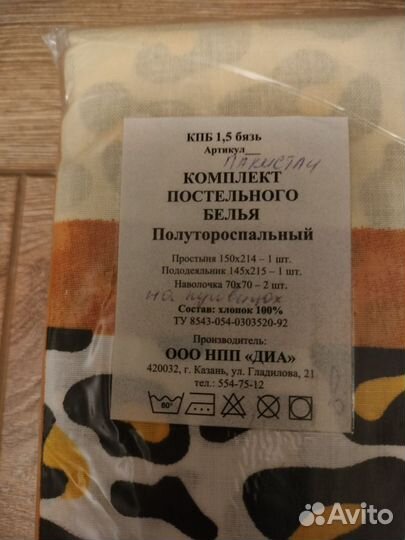 КПБ 1,5 бязь
Артикул___
Пакистан
КОМПЛЕКТ
ПОСТЕЛЬНОГО
БЕЛЬЯ
Полутороспальный
Простыня 150х214 – 1 шт.
Пододеяльник 145х215 – 1 шт.
Наволочка 70х70 – 2 шт.
на пуговицах
Состав: хлопок 100%
ТУ 8543-054-0303520-92
Производитель:
ООО НПП «ДИА»
420032, г. Казань, ул. Гладилова, 21
тел.: 554-75-12
60°
Avito